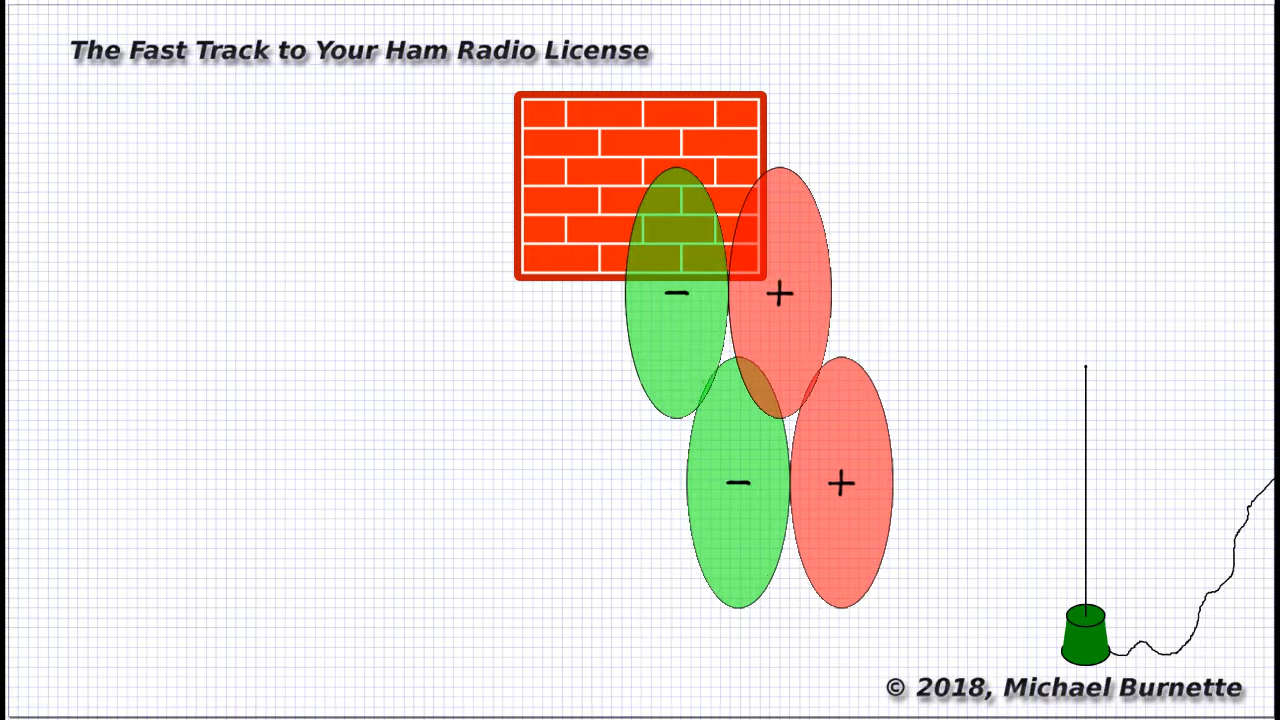 The Fast Track to Your Ham Radio License
− +
− +
© 2018, Michael Burnette